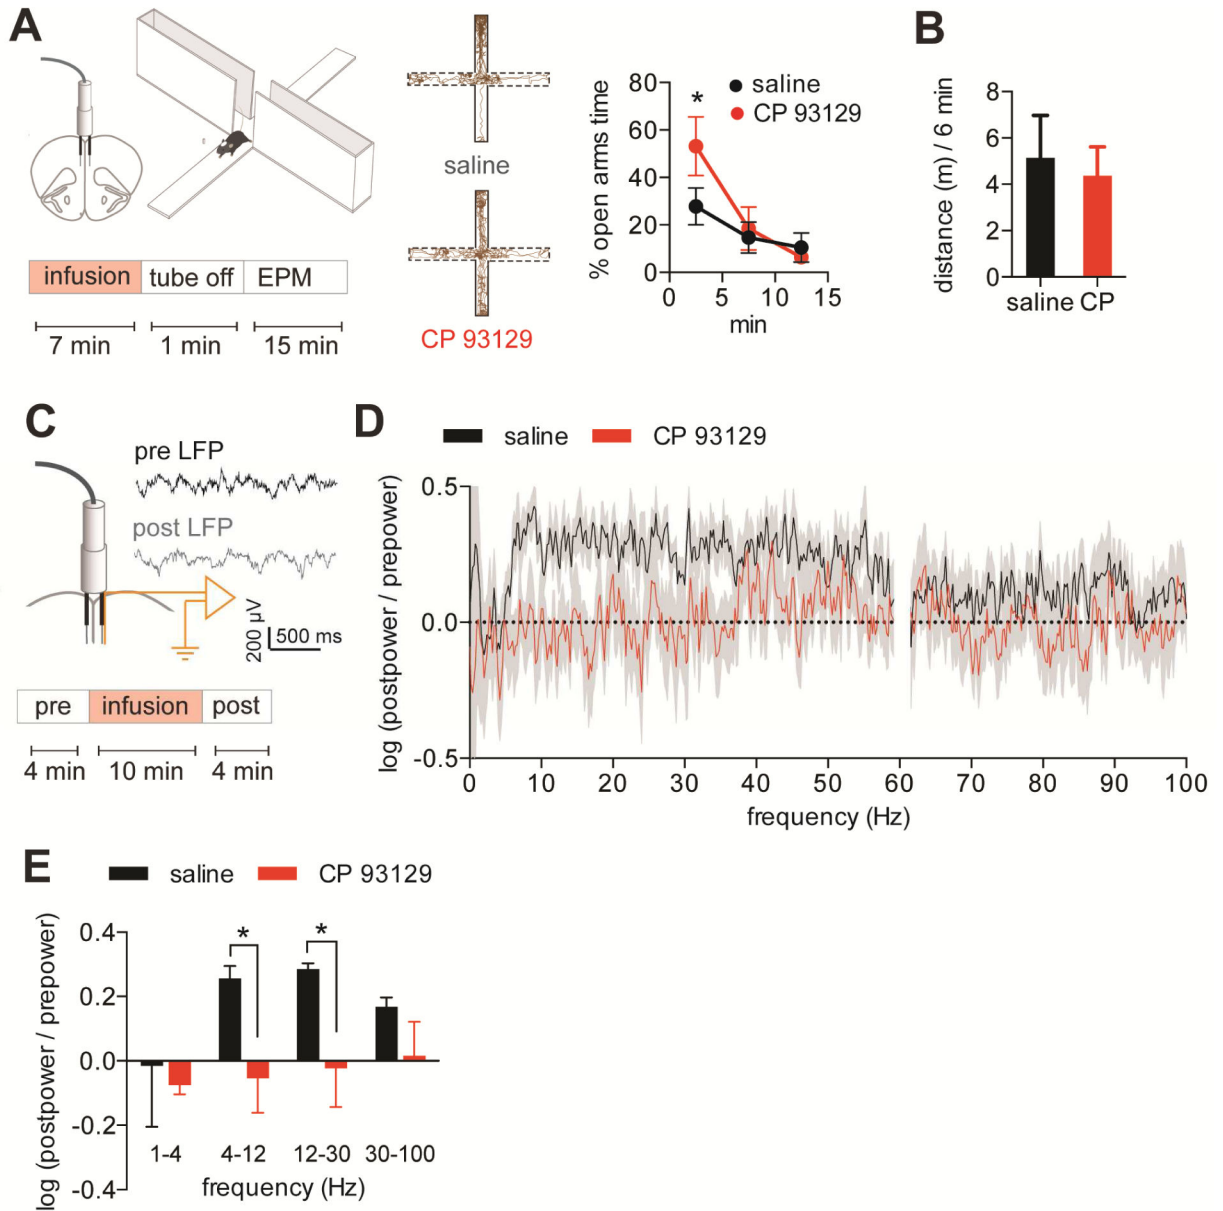 A
infusion
tube off
EPM
7 min
1 min
15 min
saline
CP 93129
% open arms time
80
60
40
20
0
*
saline
CP 93129
0
5
10
15
min
B
distance (m) / 6 min
8
6
4
2
0
saline CP
C
pre LFP
post LFP
200 µV
500 ms
pre
infusion
post
4 min
10 min
4 min
D
saline
CP 93129
log (postpower / prepower)
0.5
0.0
-0.5
0
10
20
30
40
50
60
70
80
90
100
frequency (Hz)
E
saline
CP 93129
log (postpower / prepower)
0.4
0.2
0.0
-0.2
-0.4
*
*
1-4
4-12
12-30
30-100
frequency (Hz)